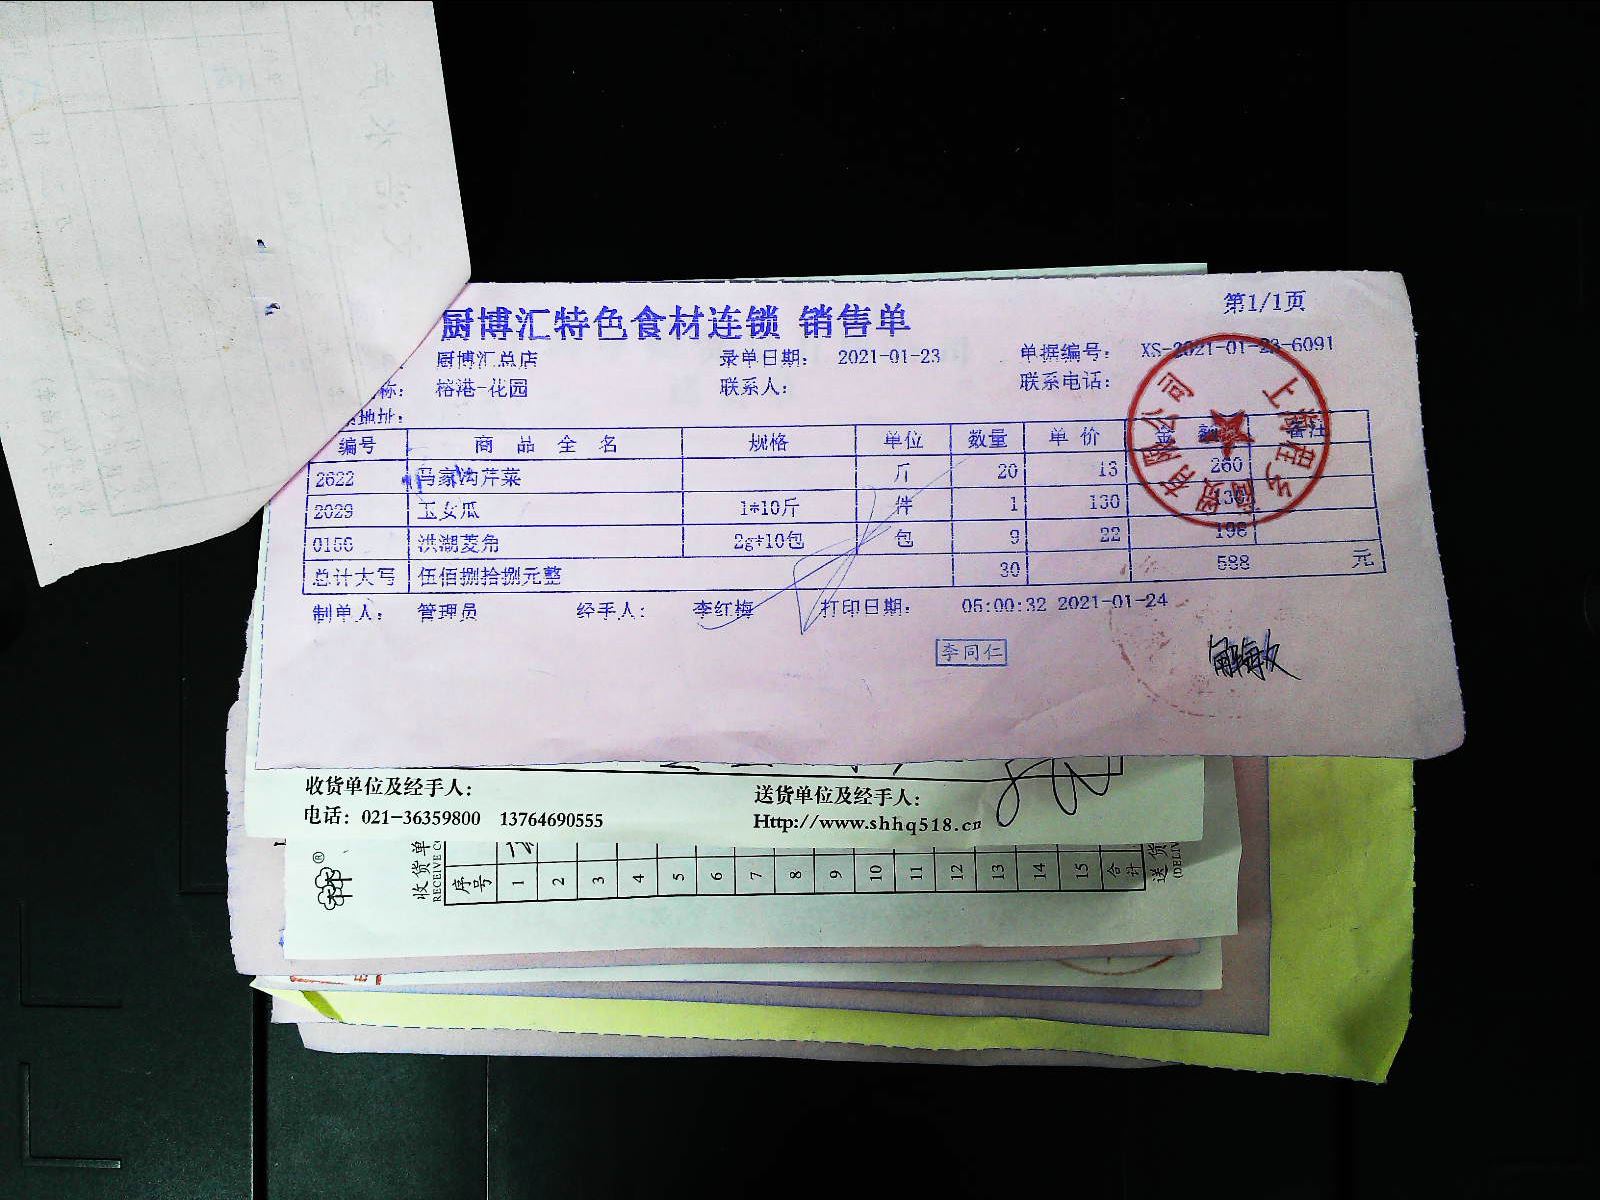 第1/1页
厨博汇特色食材连锁 销售单
厨博汇总店 录单日期： 2021-01-23 单据编号： XS-2021-01-23-6091
称： 榕港-花园 联系人： 联系电话：
地址：
编号 商品全名 规格 单位 数量 单价 金额 备注
2622 马家沟芹菜 斤 20 13 260
2029 玉女瓜 1*10斤 件 1 130 130
0156 洪湖菱角 2g*10包 包 9 22 198
总计大写 伍佰捌拾捌元整 30 588 元
制单人： 管理员 经手人： 李红梅 打印日期： 05:00:32 2021-01-24
李同仁
收货单位及经手人： 送货单位及经手人：
电话：021-36359800 13764690555 Http://www.shhq518.cn
收货单
RECEIVE
序号 1 2 3 4 5 6 7 8 9 10 11 12 13 14 15 合计
送货